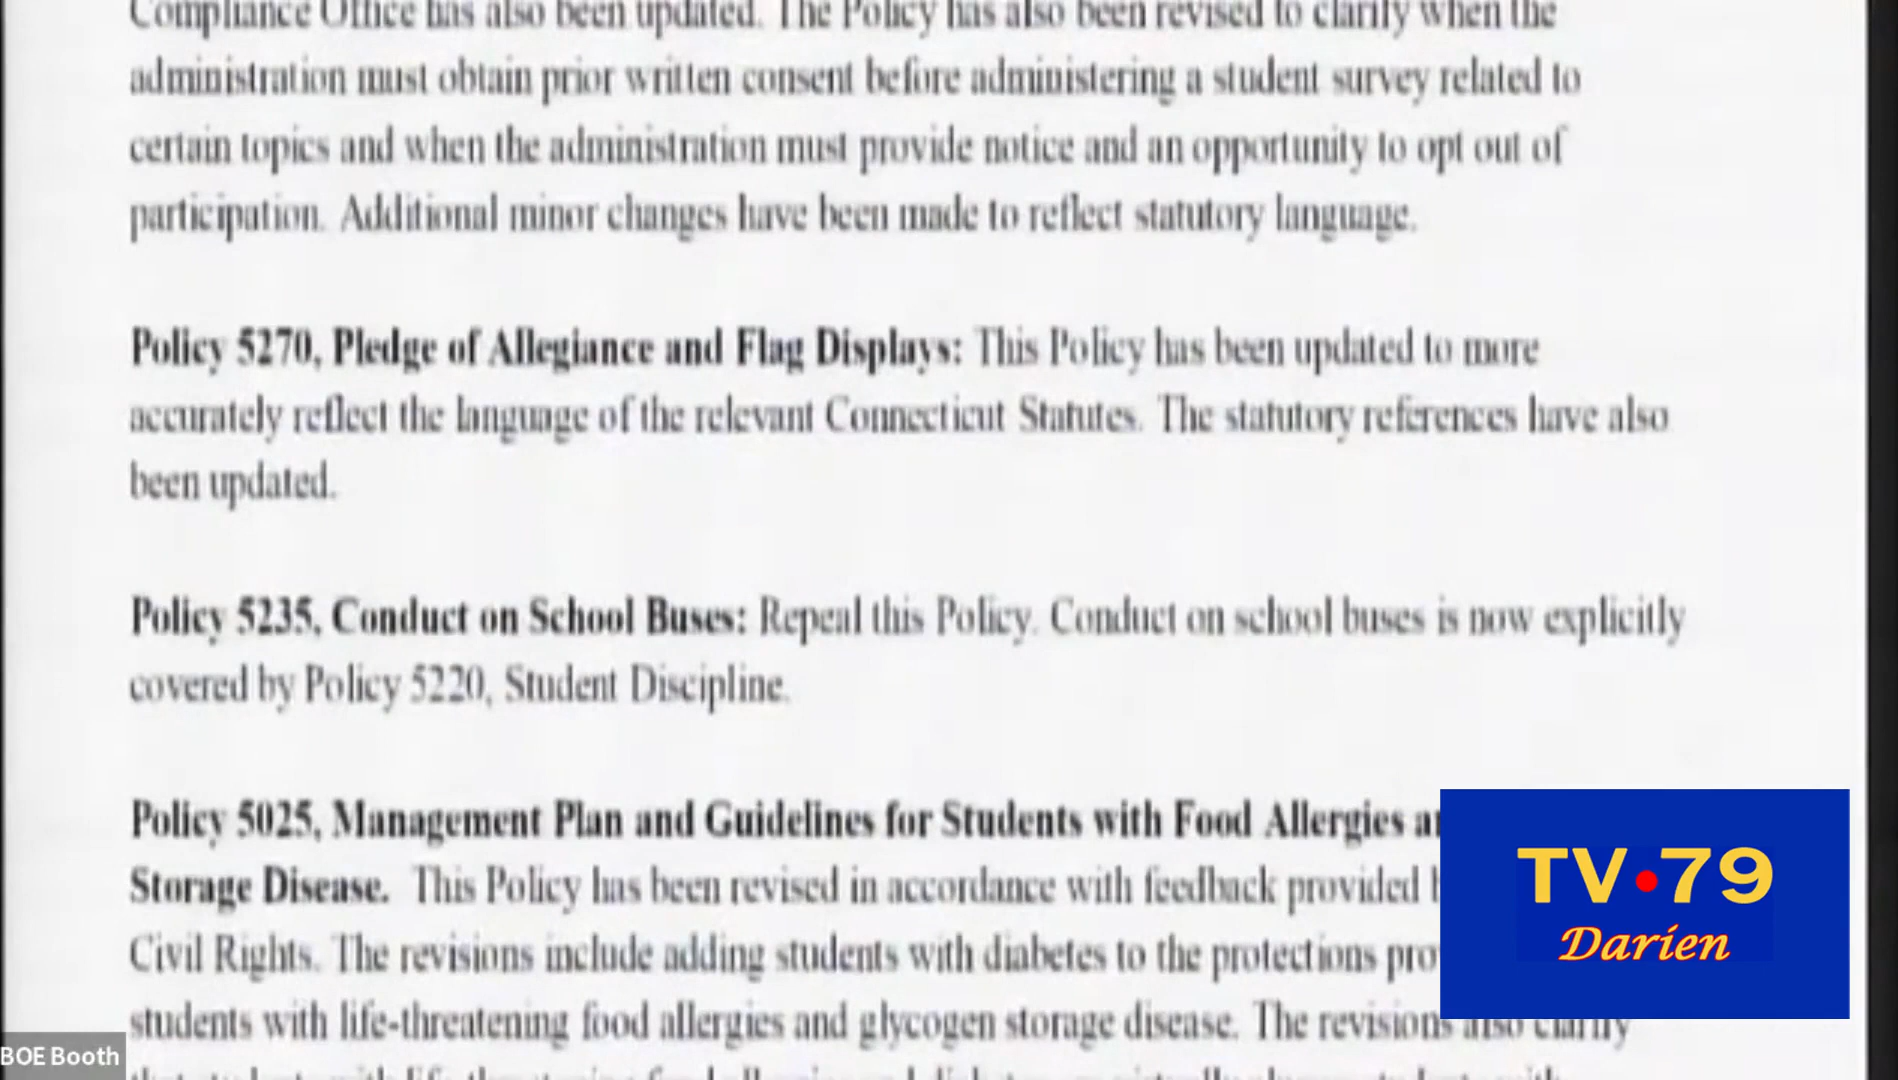 Compliance Office has also been updated. The Policy has also been revised to clarify when the
administration must obtain prior written consent before administering a student survey related to
certain topics and when the administration must provide notice and an opportunity to opt out of
participation. Additional minor changes have been made to reflect statutory language.
Policy 5270, Pledge of Allegiance and Flag Displays: This Policy has been updated to more
accurately reflect the language of the relevant Connecticut Statutes. The statutory references have also
been updated.
Policy 5235, Conduct on School Buses: Repeal this Policy. Conduct on school buses is now explicitly
covered by Policy 5220, Student Discipline.
Policy 5025, Management Plan and Guidelines for Students with Food Allergies
Storage Disease. This Policy has been revised in accordance with feedback provided
Civil Rights. The revisions include adding students with diabetes to the protections
students with life-threatening food allergies and glycogen storage disease. The revisions also clarify
TV•79
Darien
BOE Booth